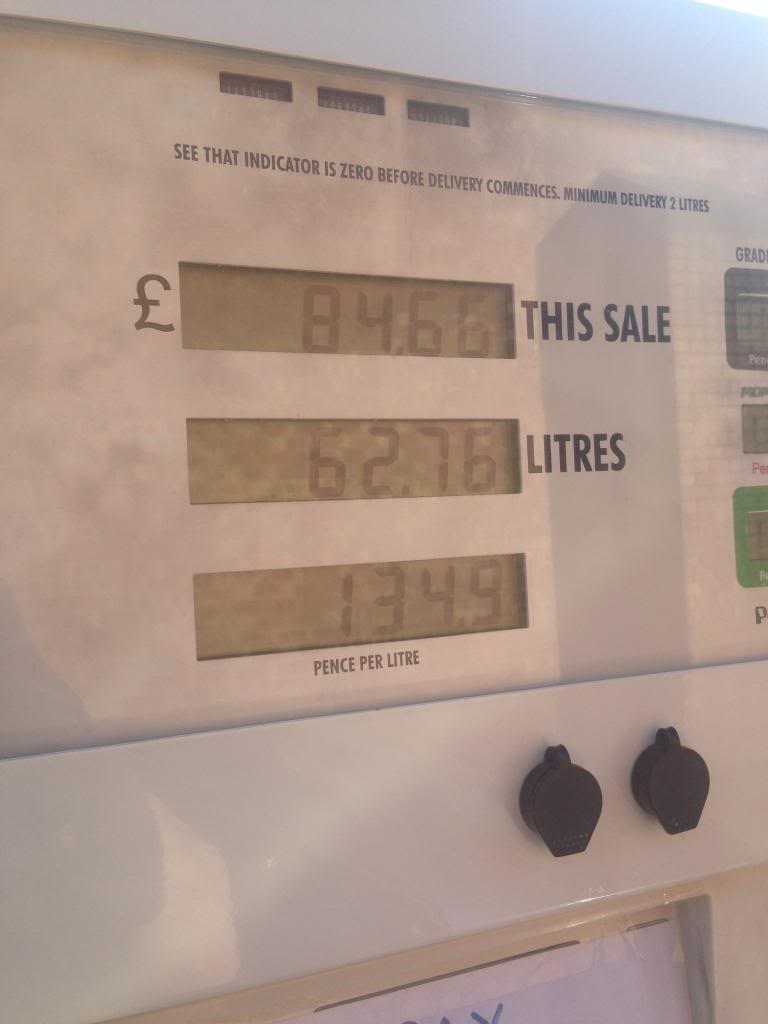 SEE THAT INDICATOR IS ZERO BEFORE DELIVERY COMMENCES. MINIMUM DELIVERY 2 LITRES
£ 84.66 THIS SALE
62.76 LITRES
134.9
PENCE PER LITRE